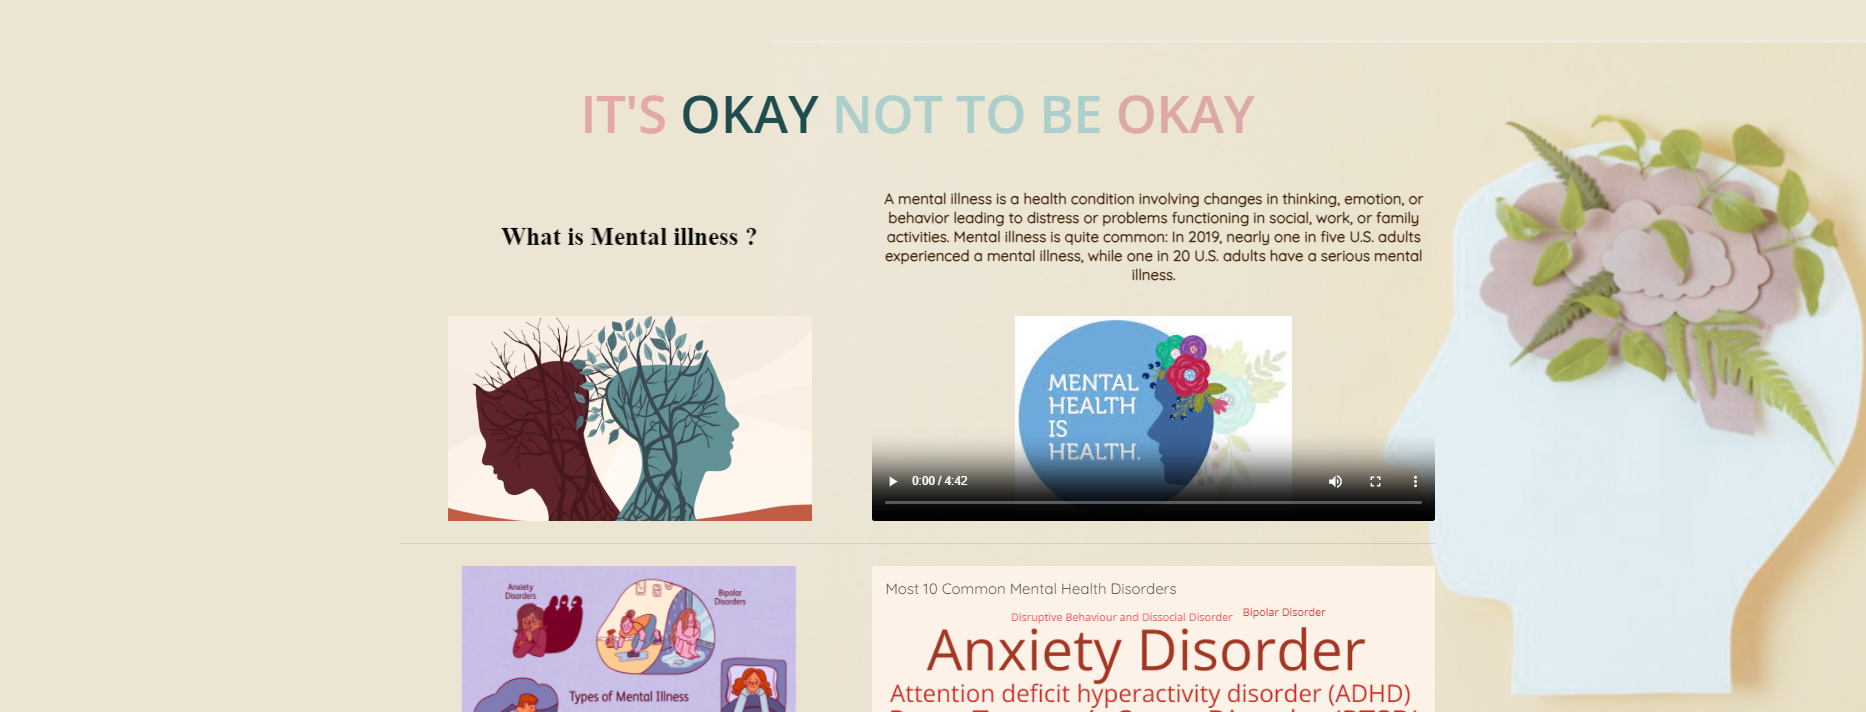 IT'S OKAY NOT TO BE OKAY
What is Mental illness ?
A mental illness is a health condition involving changes in thinking, emotion, or
behavior leading to distress or problems functioning in social, work, or family
activities. Mental illness is quite common: In 2019, nearly one in five U.S. adults
experienced a mental illness, while one in 20 U.S. adults have a serious mental
illness.
MENTAL
HEALTH
IS
HEALTH.
0:00 / 4:42
Anxiety
Disorders
Bipolar
Disorders
Types of Mental Illness
Most 10 Common Mental Health Disorders
Disruptive Behaviour and Dissocial Disorder
Bipolar Disorder
Anxiety Disorder
Attention deficit hyperactivity disorder (ADHD)